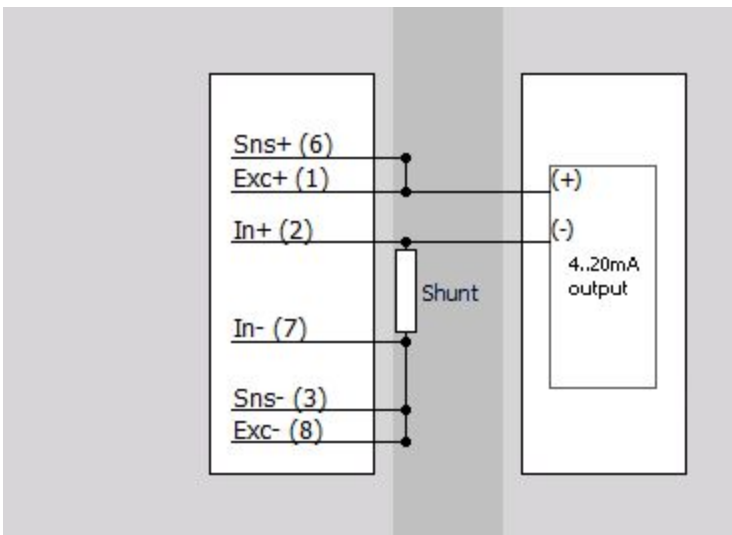 Sns+ (6)
Exc+ (1)
(+)
In+ (2)
(-)
4..20mA
output
Shunt
In- (7)
Sns- (3)
Exc- (8)